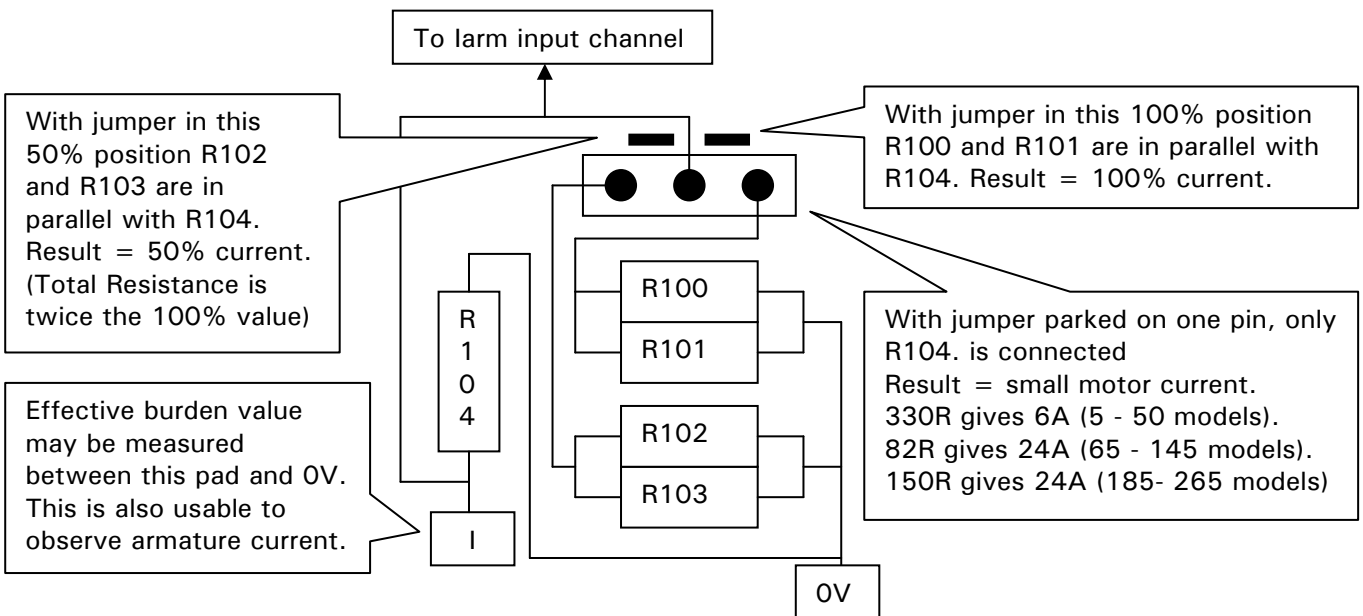 To Iarm input channel
With jumper in this
50% position R102
and R103 are in
parallel with R104.
Result = 50% current.
(Total Resistance is
twice the 100% value)
With jumper in this 100% position
R100 and R101 are in parallel with
R104. Result = 100% current.
R100
R101
R
1
0
4
R102
R103
With jumper parked on one pin, only
R104. is connected
Result = small motor current.
330R gives 6A (5 - 50 models).
82R gives 24A (65 - 145 models).
150R gives 24A (185- 265 models)
Effective burden value
may be measured
between this pad and 0V.
This is also usable to
observe armature current.
I
0V